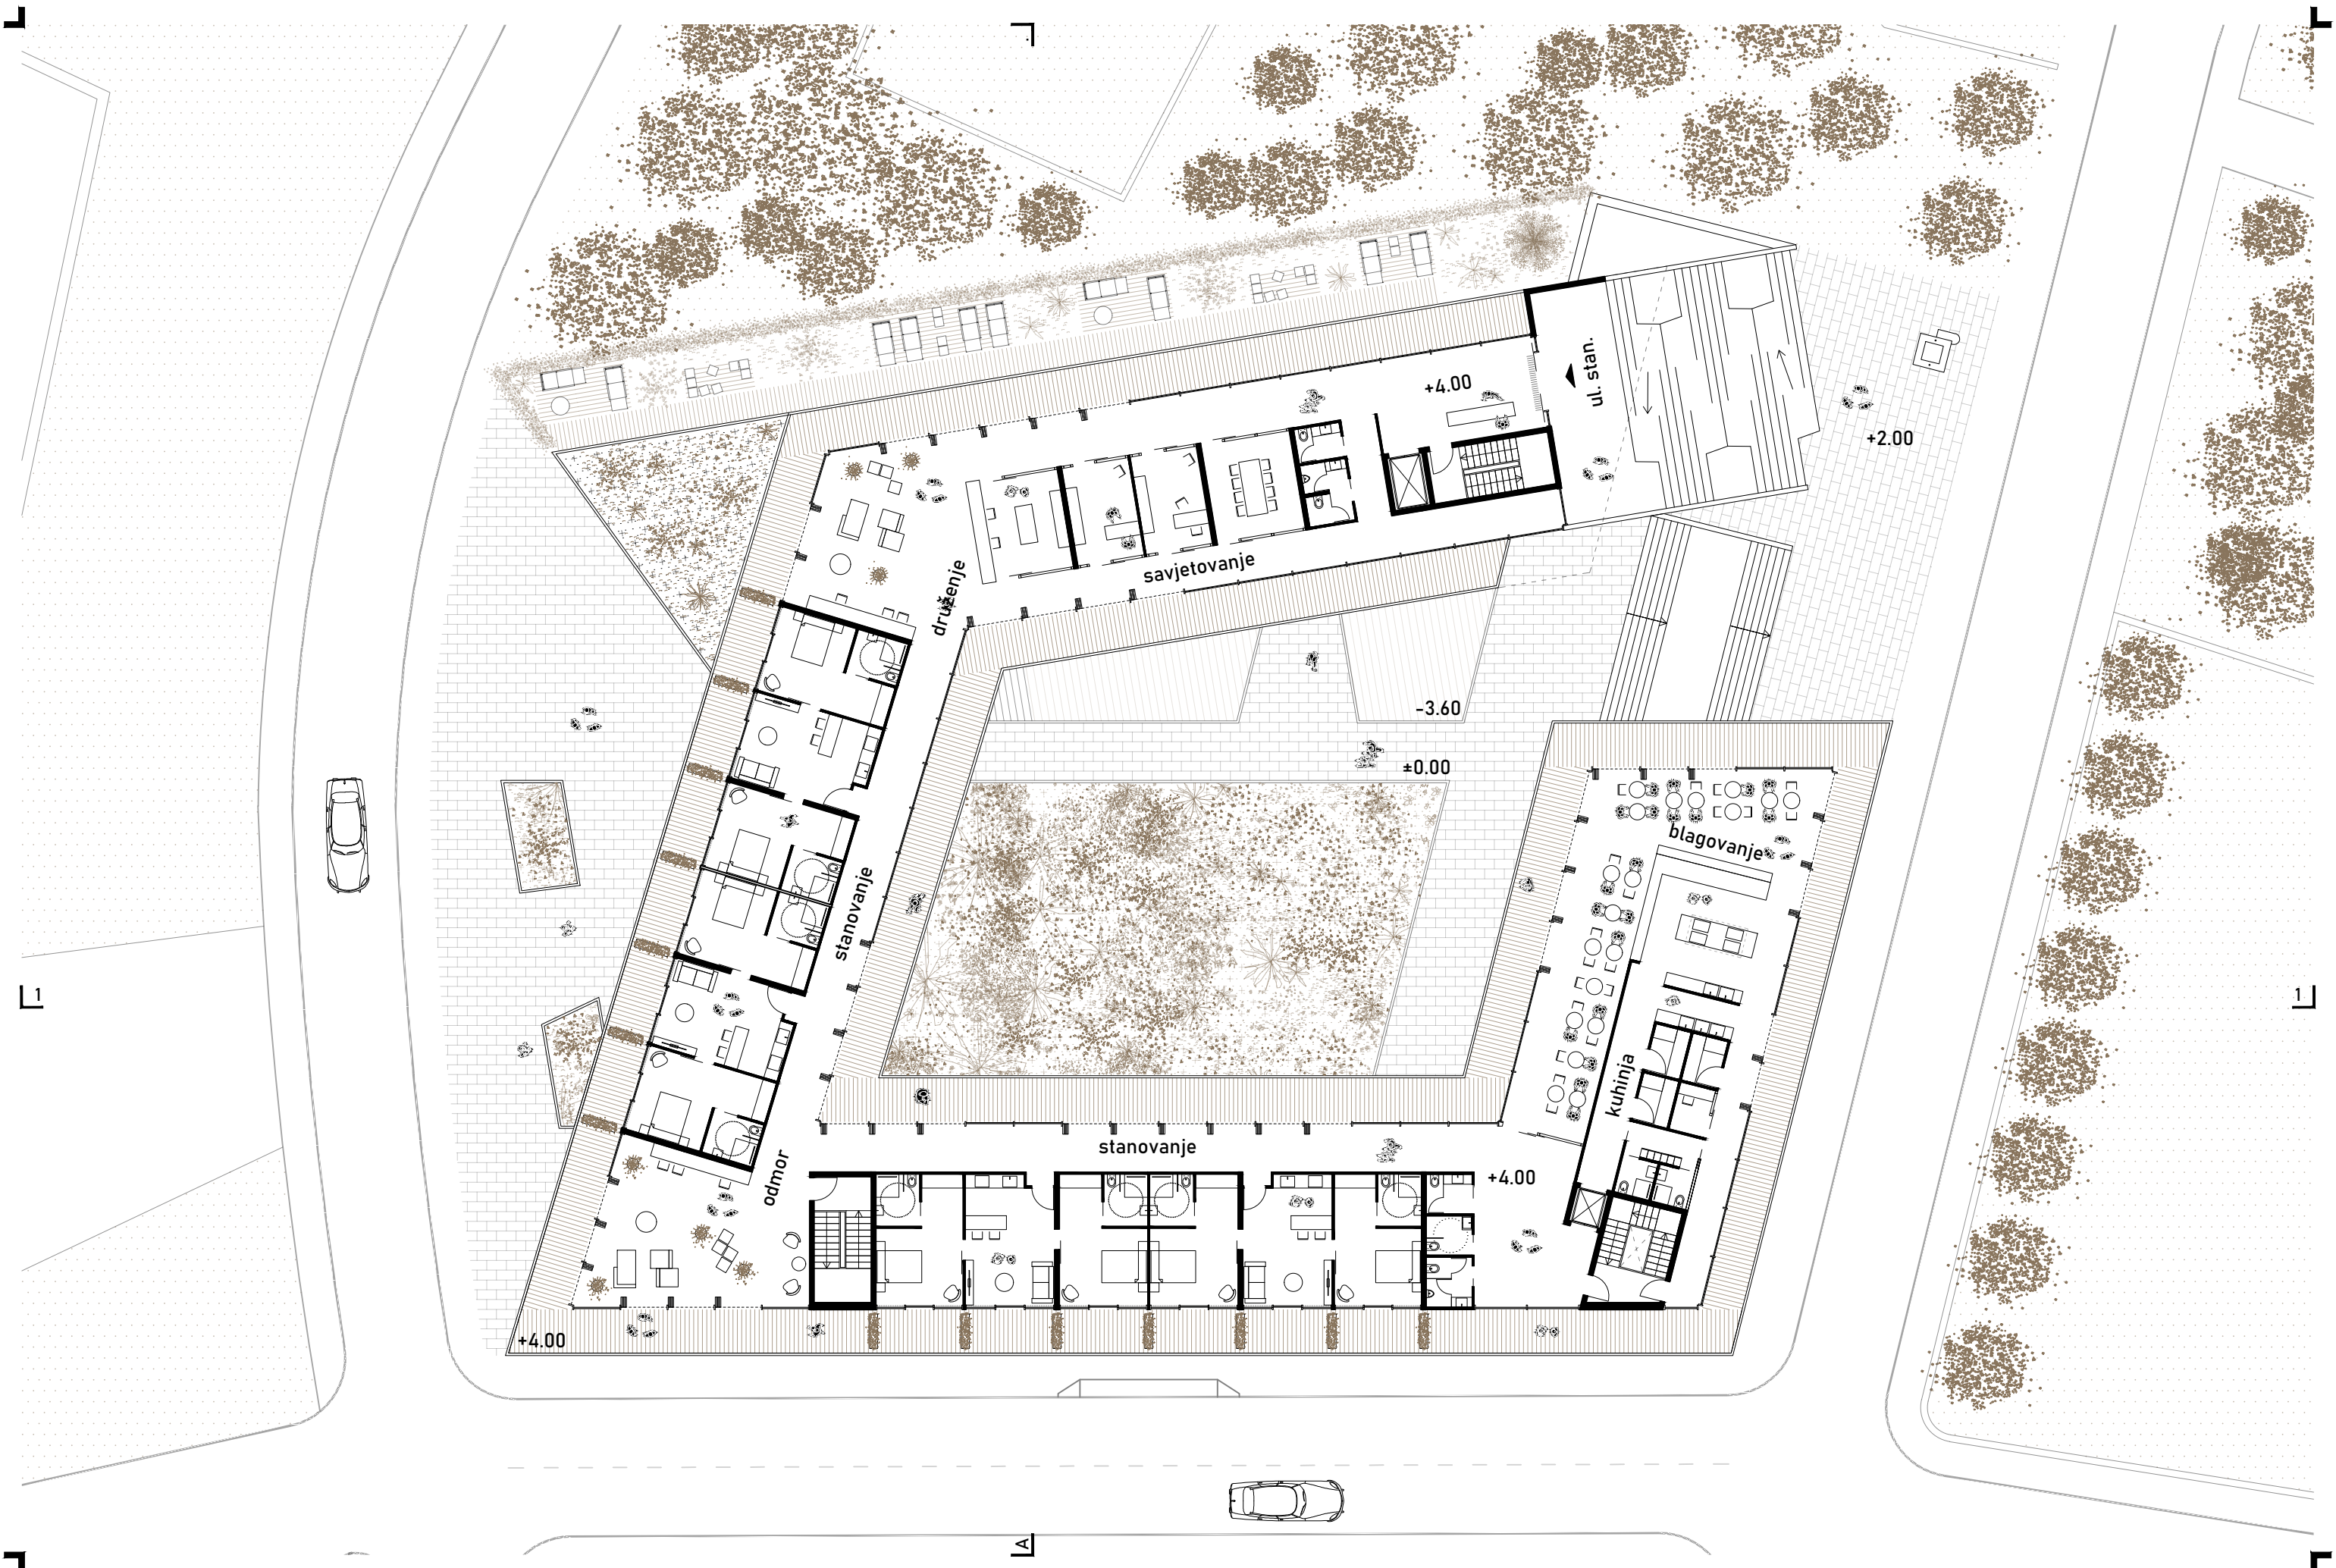 ul. stan.
+4.00
+2.00
savjetovanje
druženje
-3.60
±0.00
blagovanje
stanovanje
1
1
kuhinja
stanovanje
odmor
+4.00
+4.00
A